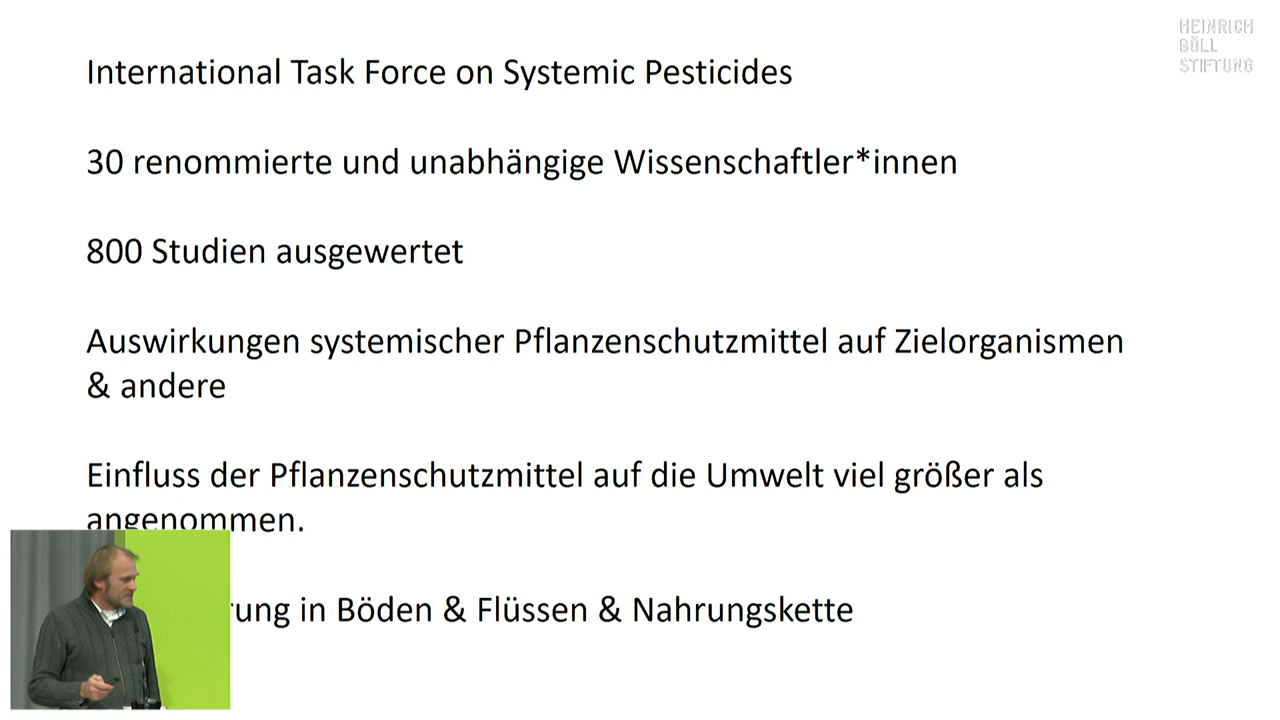 HEINRICH
BÖLL
STIFTUNG
International Task Force on Systemic Pesticides
30 renommierte und unabhängige Wissenschaftler*innen
800 Studien ausgewertet
Auswirkungen systemischer Pflanzenschutzmittel auf Zielorganismen
& andere
Einfluss der Pflanzenschutzmittel auf die Umwelt viel größer als
angenommen.
in Böden & Flüssen & Nahrungskette